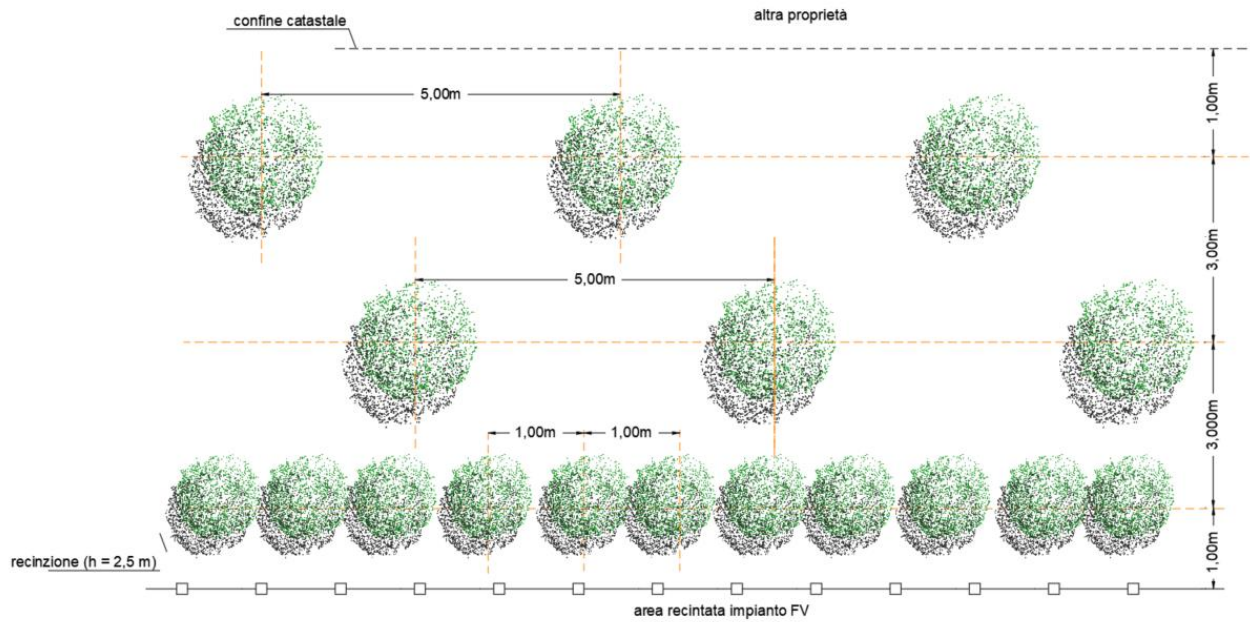 altra proprietà
confine catastale
5,00m
1,00m
3,00m
5,00m
3,000m
1,00m
1,00m
1,00m
recinzione (h = 2,5 m)
area recintata impianto FV